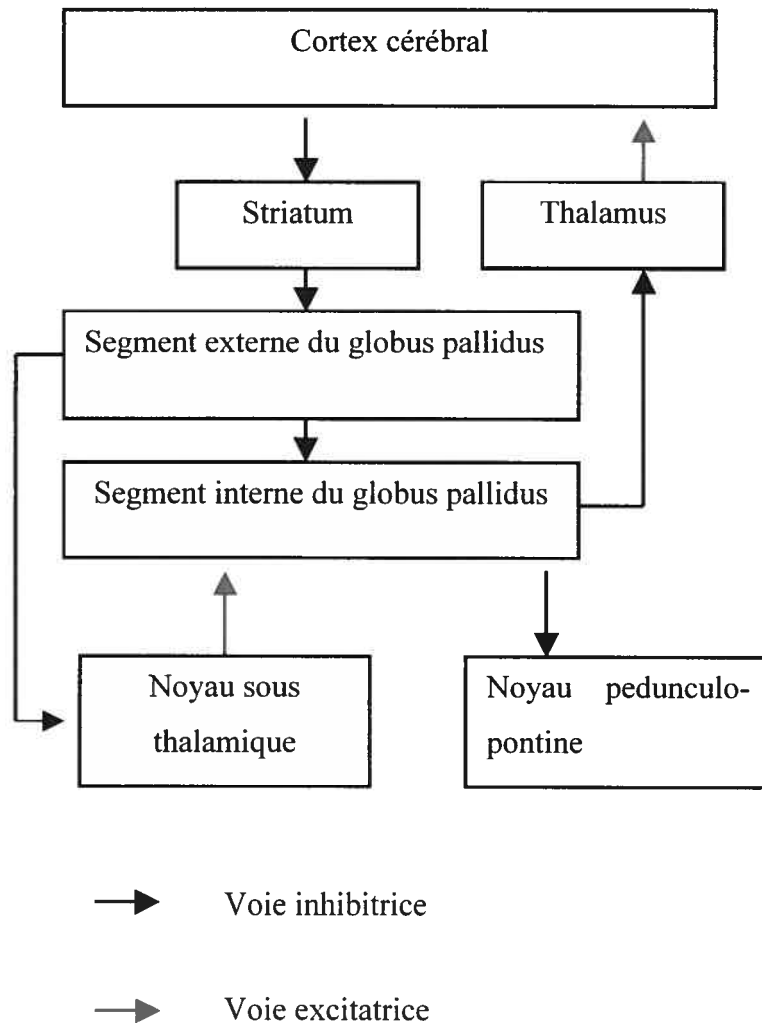 Cortex cérébral
Striatum
Thalamus
Segment externe du globus pallidus
Segment interne du globus pallidus
Noyau sous
thalamique
Noyau pedunculo-
pontine
Voie inhibitrice
Voie excitatrice